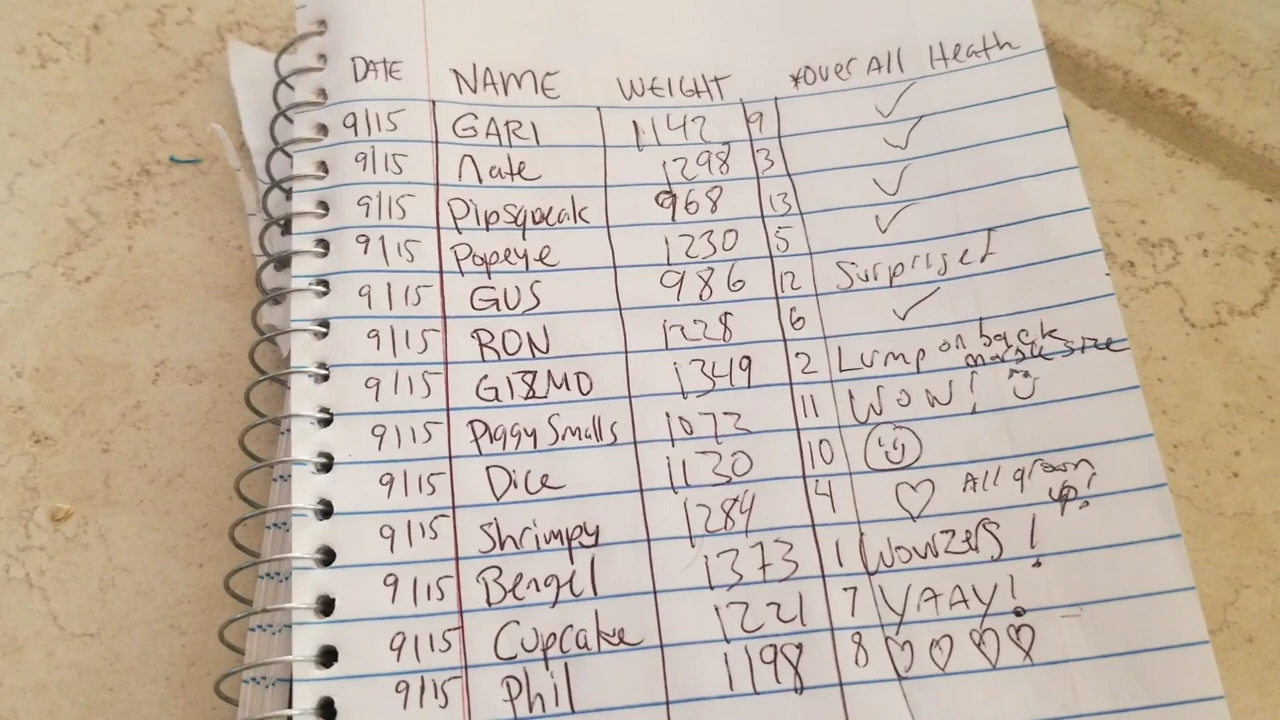 DATE NAME WEIGHT *OverAll Heath
9/15 GARI 1142 9 ✓
9/15 Nate 1298 3 ✓
9/15 Pipsqueak 968 13 ✓
9/15 Popeye 1230 5 ✓
9/15 GUS 986 12 Surprised
9/15 RON 1228 6 ✓
9/15 GIZMO 1349 2 Lump on back marble size
9/15 Piggy Smalls 1072 11 WOW!
9/15 Dice 1130 10
9/15 Shrimpy 1284 4 ♡ All grown up?
9/15 1373 1 Wowzers!
9/15 Cupcake 1221 7 YAAY!
9/15 Phil 1198 8 ♡ ♡ ♡ ♡